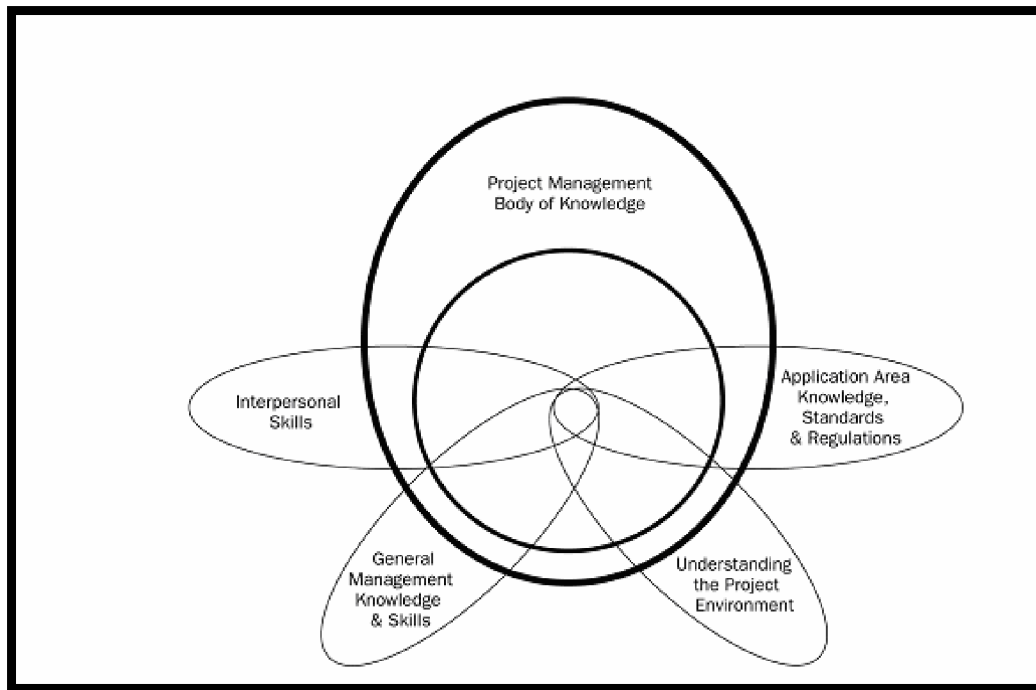 Project Management
Body of Knowledge
Interpersonal
Skills
Application Area
Knowledge,
Standards
& Regulations
General
Management
Knowledge
& Skills
Understanding
the Project
Environment